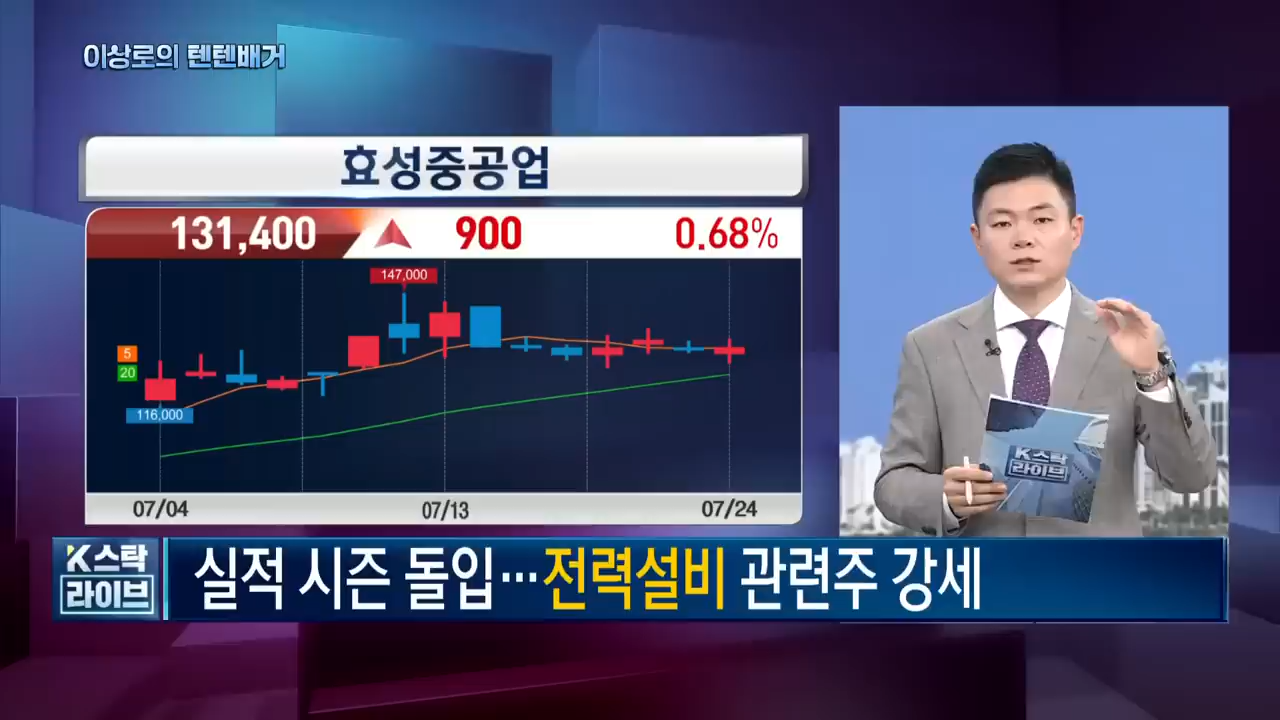 이상로의 텐텐배거
효성중공업
131,400 ▲ 900 0.68%
147,000
5
20
116,000
07/04 07/13 07/24
K스탁
라이브
K스탁
라이브
실적 시즌 돌입…전력설비 관련주 강세